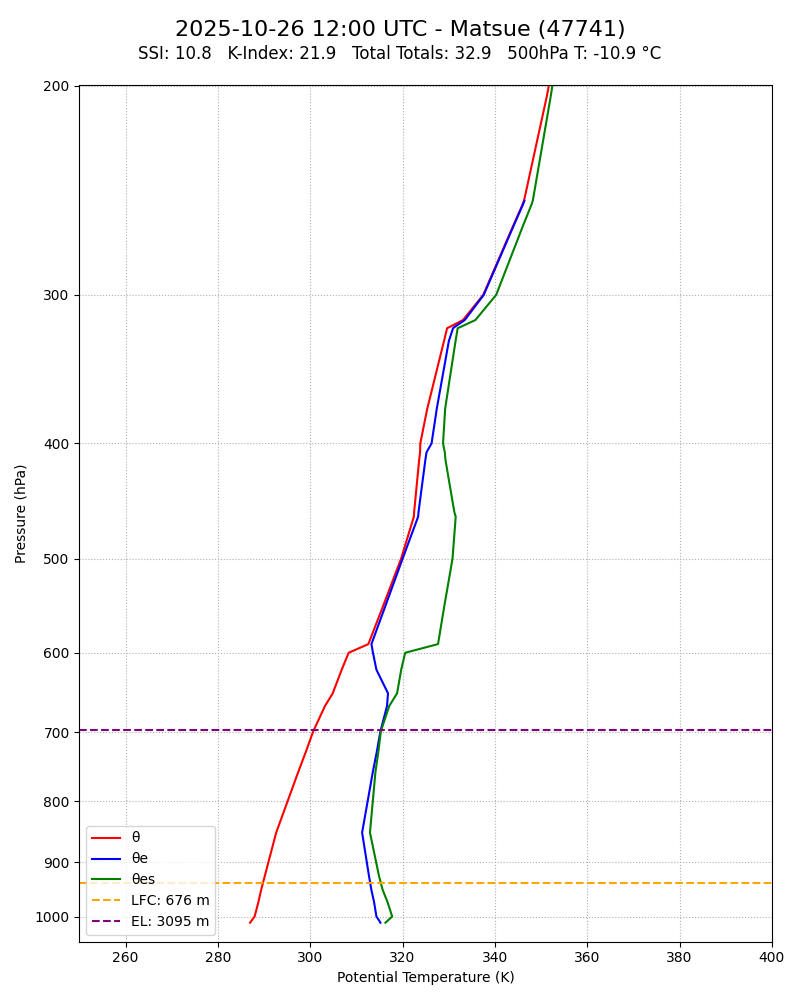 2025-10-26 12:00 UTC - Matsue (47741)
SSI: 10.8   K-Index: 21.9   Total Totals: 32.9   500hPa T: -10.9 °C
200
300
400
500
600
700
800
900
1000
Pressure (hPa)
θ
θe
θes
LFC: 676 m
EL: 3095 m
260 280 300 320 340 360 380 400
Potential Temperature (K)